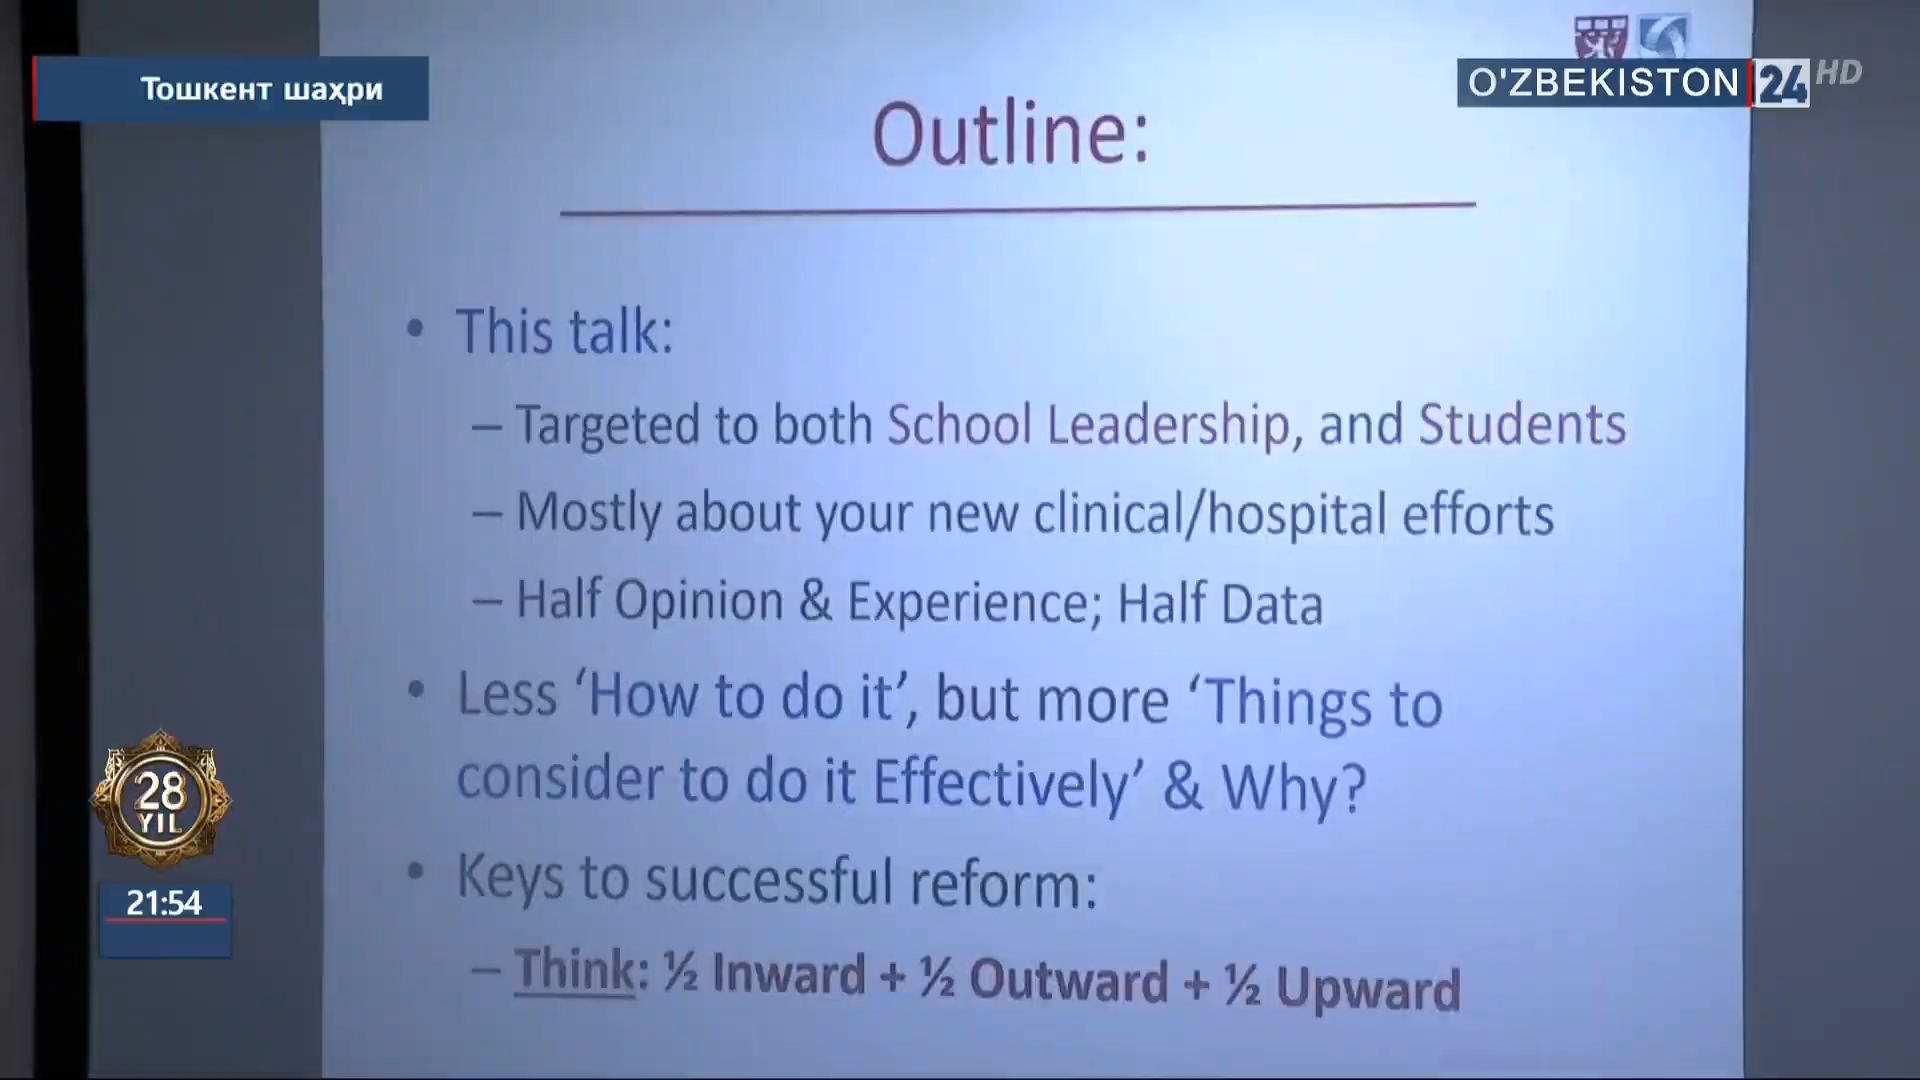 Тошкент шаҳри
O'ZBEKISTON 24 HD
Outline:
• This talk:
– Targeted to both School Leadership, and Students
– Mostly about your new clinical/hospital efforts
– Half Opinion & Experience; Half Data
• Less ‘How to do it’, but more ‘Things to
consider to do it Effectively’ & Why?
• Keys to successful reform:
– Think: ½ Inward + ½ Outward + ½ Upward
28
YIL
21:54